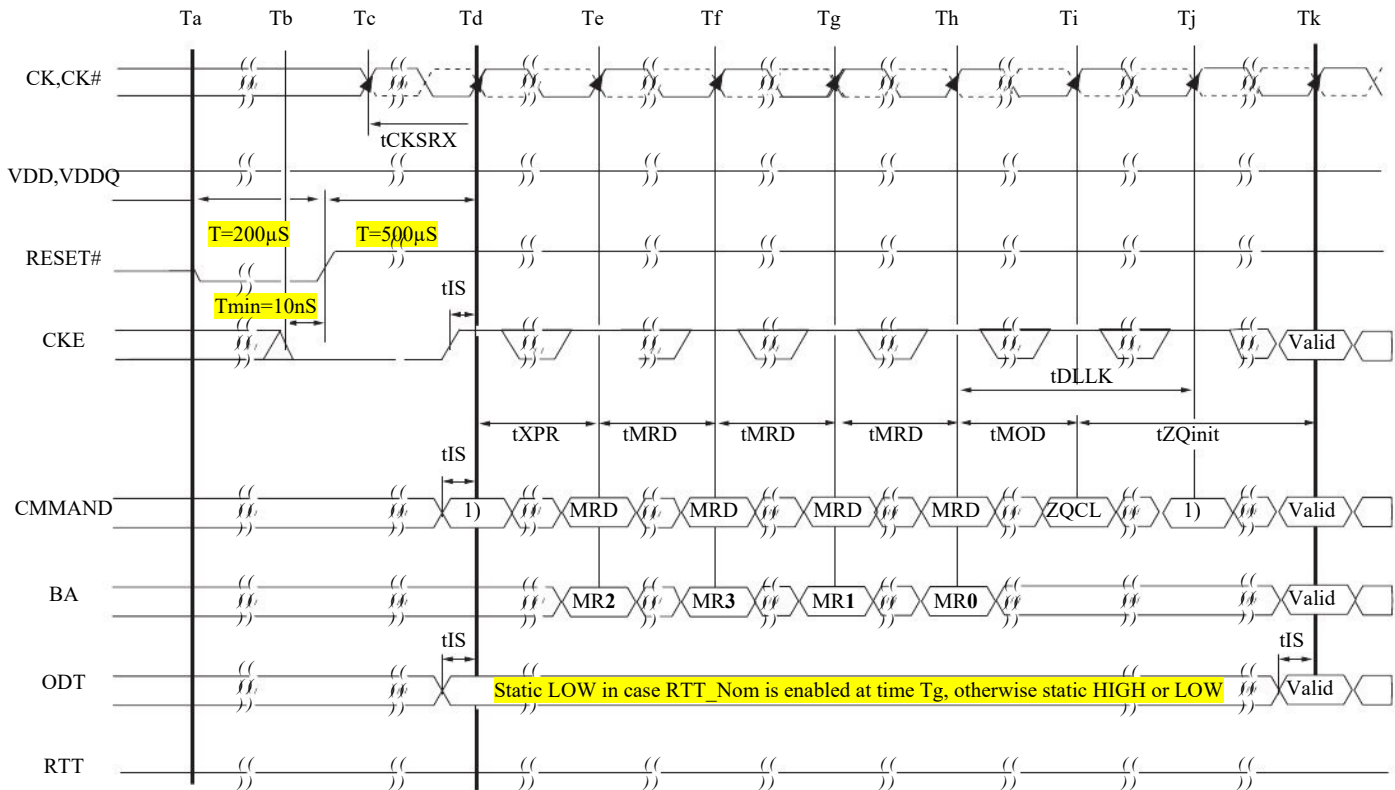 Ta Tb Tc Td Te Tf Tg Th Ti Tj Tk
CK,CK#
tCKSRX
VDD,VDDQ
T=200μS T=500μS
RESET#
tIS
Tmin=10nS
CKE Valid
tDLLK
tXPR tMRD tMRD tMRD tMOD tZQinit
tIS
CMMAND 1) MRD MRD MRD MRD ZQCL 1) Valid
BA MR2 MR3 MR1 MR0 Valid
tIS tIS
ODT Static LOW in case RTT_Nom is enabled at time Tg, otherwise static HIGH or LOW Valid
RTT